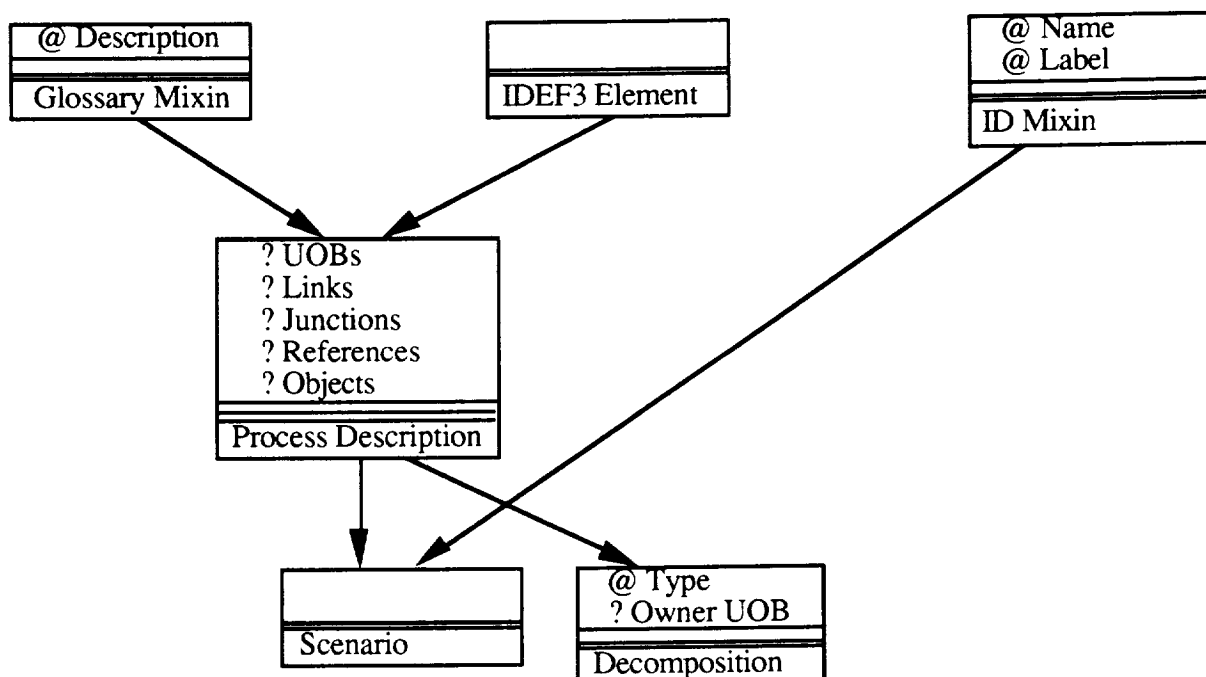 @ Description
Glossary Mixin
IDEF3 Element
@ Name
@ Label
ID Mixin
? UOBs
? Links
? Junctions
? References
? Objects
Process Description
Scenario
@ Type
? Owner UOB
Decomposition